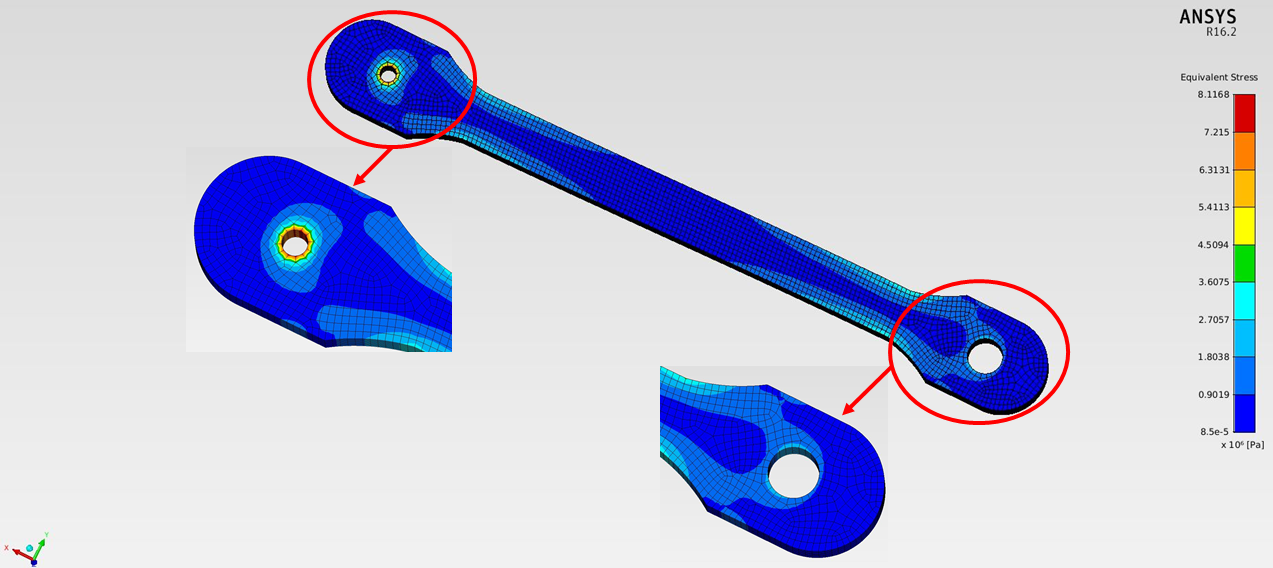 ANSYS
R16.2
Equivalent Stress
8.1168
7.215
6.3131
5.4113
4.5094
3.6075
2.7057
1.8038
0.9019
8.5e-5
x 10⁶ [Pa]
Y
X